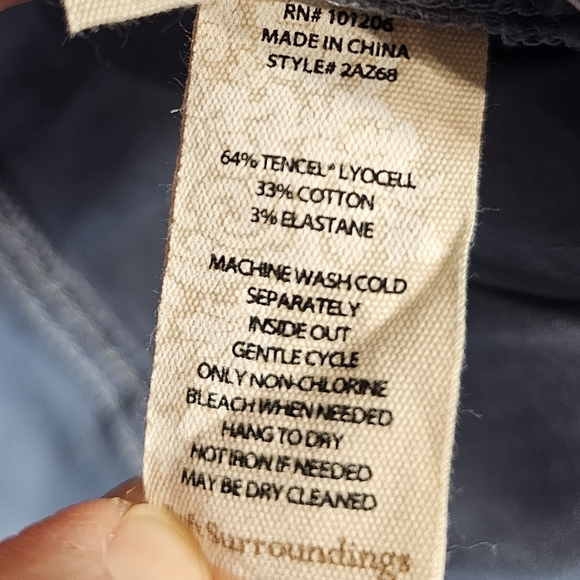 RN# 101206
MADE IN CHINA
STYLE# 2AZ68
64% TENCEL® LYOCELL
33% COTTON
3% ELASTANE
MACHINE WASH COLD
SEPARATELY
INSIDE OUT
GENTLE CYCLE
ONLY NON-CHLORINE
BLEACH WHEN NEEDED
HANG TO DRY
HOT IRON IF NEEDED
MAY BE DRY CLEANED
Surroundings